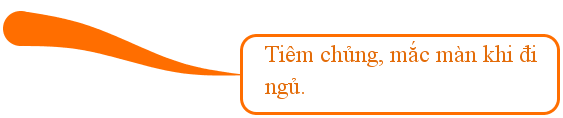 Tiêm chủng, mắc màn khi đi
ngủ.